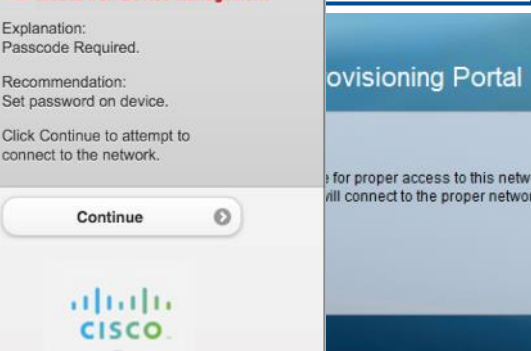 Explanation:
Passcode Required.
Recommendation:
Set password on device.
Click Continue to attempt to
connect to the network.
Continue
CISCO
ovisioning Portal
for proper access to this netw
will connect to the proper networ